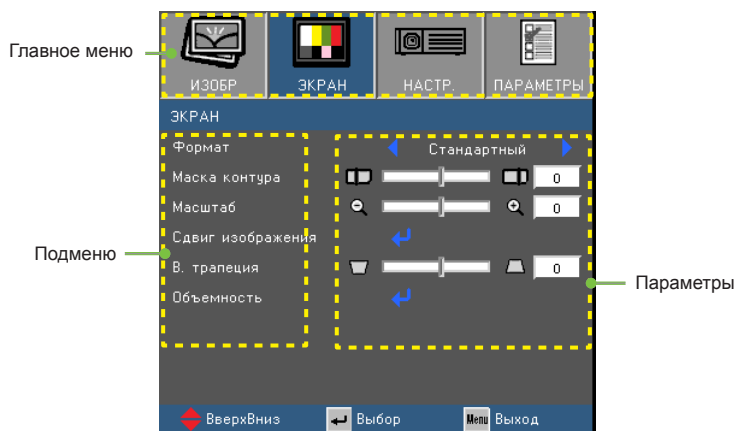 Главное меню
ИЗОБР ЭКРАН НАСТР. ПАРАМЕТРЫ
ЭКРАН
Формат Стандартный
Маска контура 0
Масштаб 0
Сдвиг изображения
Подменю
В. трапеция 0
Параметры
Объемность
ВверхВниз Выбор Menu Выход